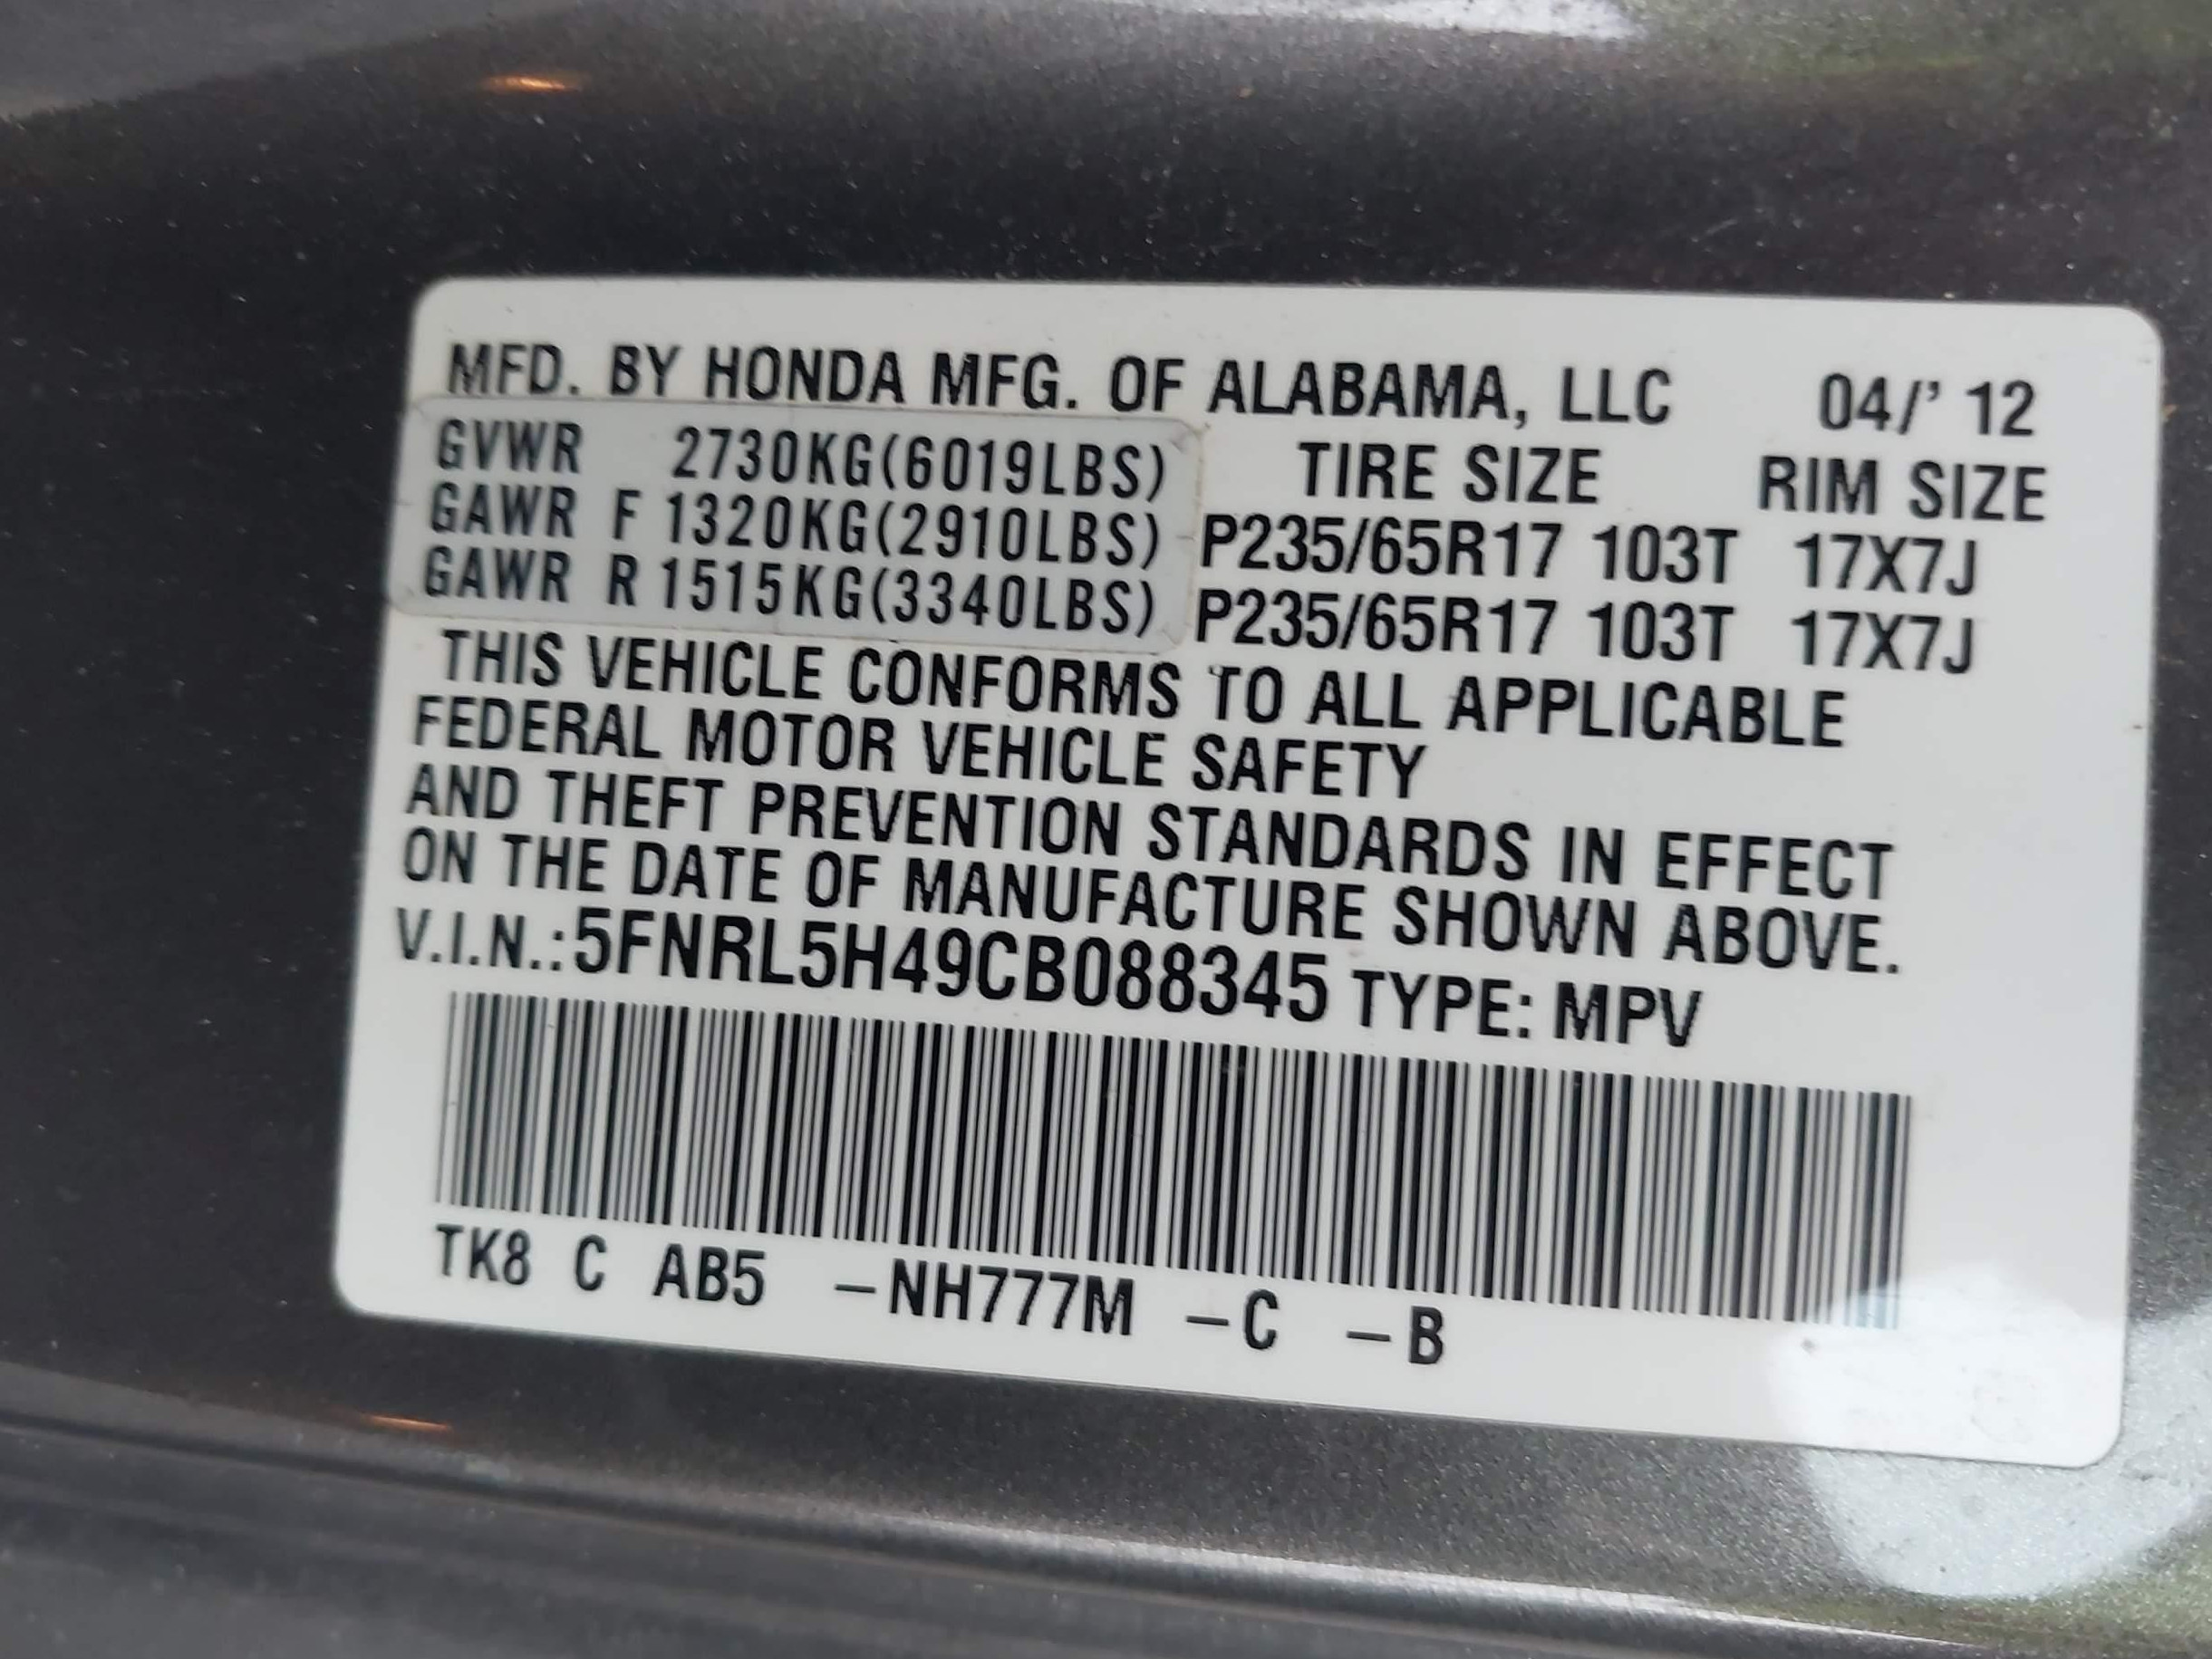 MFD. BY HONDA MFG. OF ALABAMA, LLC 04/' 12
GVWR 2730KG(6019LBS) TIRE SIZE RIM SIZE
GAWR F 1320KG(2910LBS) P235/65R17 103T 17X7J
GAWR R 1515KG(3340LBS) P235/65R17 103T 17X7J
THIS VEHICLE CONFORMS TO ALL APPLICABLE
FEDERAL MOTOR VEHICLE SAFETY
AND THEFT PREVENTION STANDARDS IN EFFECT
ON THE DATE OF MANUFACTURE SHOWN ABOVE.
V.I.N.:5FNRL5H49CB088345 TYPE: MPV
TK8 C AB5 –NH777M –C –B